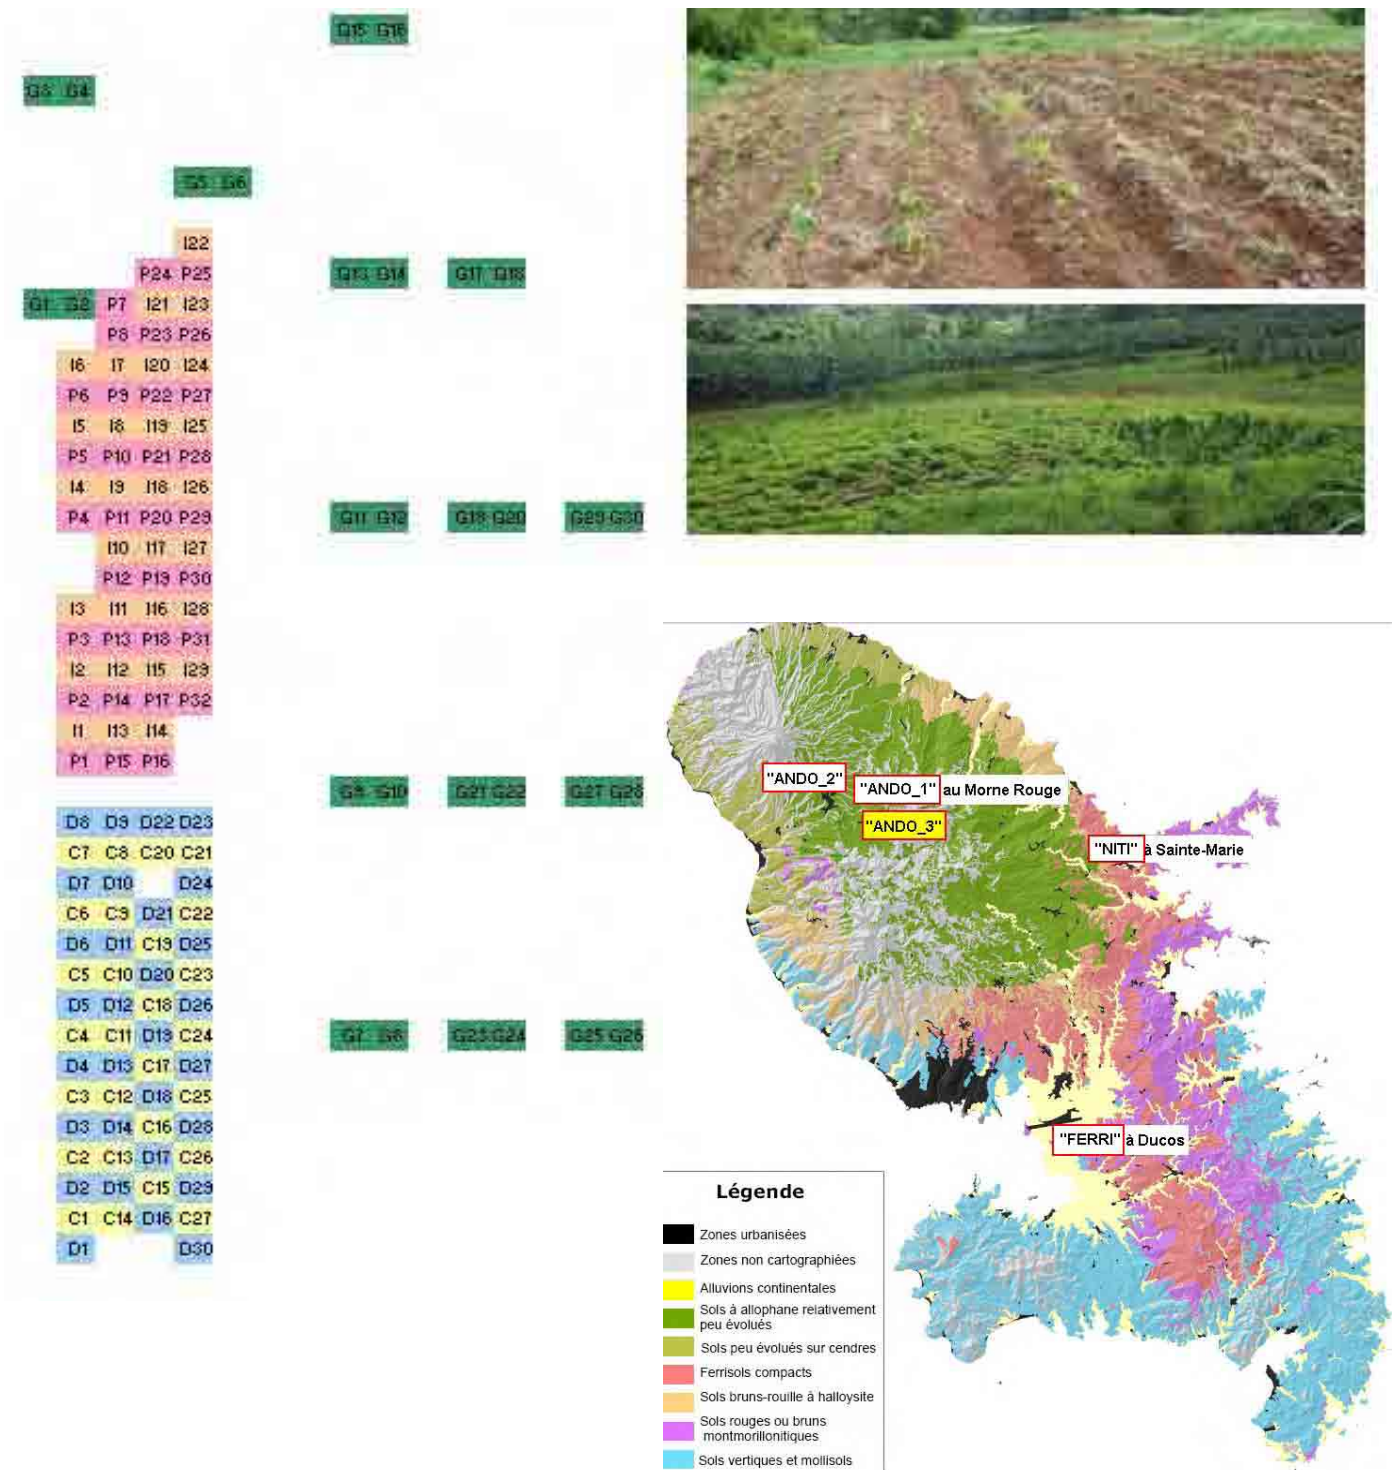 G15 G16
G3 G4
G5 G6
I22
P24 P25
G13 G14 G17 G18
G1 G2 P7 I21 I23
P8 P23 P26
I6 I7 I20 I24
P6 P9 P22 P27
I5 I8 I19 I25
P5 P10 P21 P28
I4 I9 I18 I26
P4 P11 P20 P29
G11 G12 G20 G29 G30
I10 I17 I27
P12 P19 P30
I3 I11 I16 I28
P3 P13 P18 P31
I2 I12 I15 I29
P2 P14 P17 P32
I1 I13 I14
P1 P15 P16
G9 G10 G21 G22 G27 G28
D8 D9 D22 D23
C7 C8 C20 C21
D7 D10 D24
C6 C9 D21 C22
D6 D11 C19 D25
C5 C10 D20 C23
D5 D12 C18 D26
C4 C11 D19 C24
G7 G8 G23 G24 G25 G26
D4 D13 C17 D27
C3 C12 D18 C25
D3 D14 C16 D28
C2 C13 D17 C26
D2 D15 C15 D29
C1 C14 D16 C27
D1 D30
"ANDO_2"
"ANDO_1" au Morne Rouge
"ANDO_3"
"NITI" à Sainte-Marie
"FERRI" à Ducos
Légende
Zones urbanisées
Zones non cartographiées
Alluvions continentales
Sols à allophane relativement
peu évolués
Sols peu évolués sur cendres
Ferrisols compacts
Sols bruns-rouille à halloysite
Sols rouges ou bruns
montmorillonitiques
Sols vertiques et mollisols